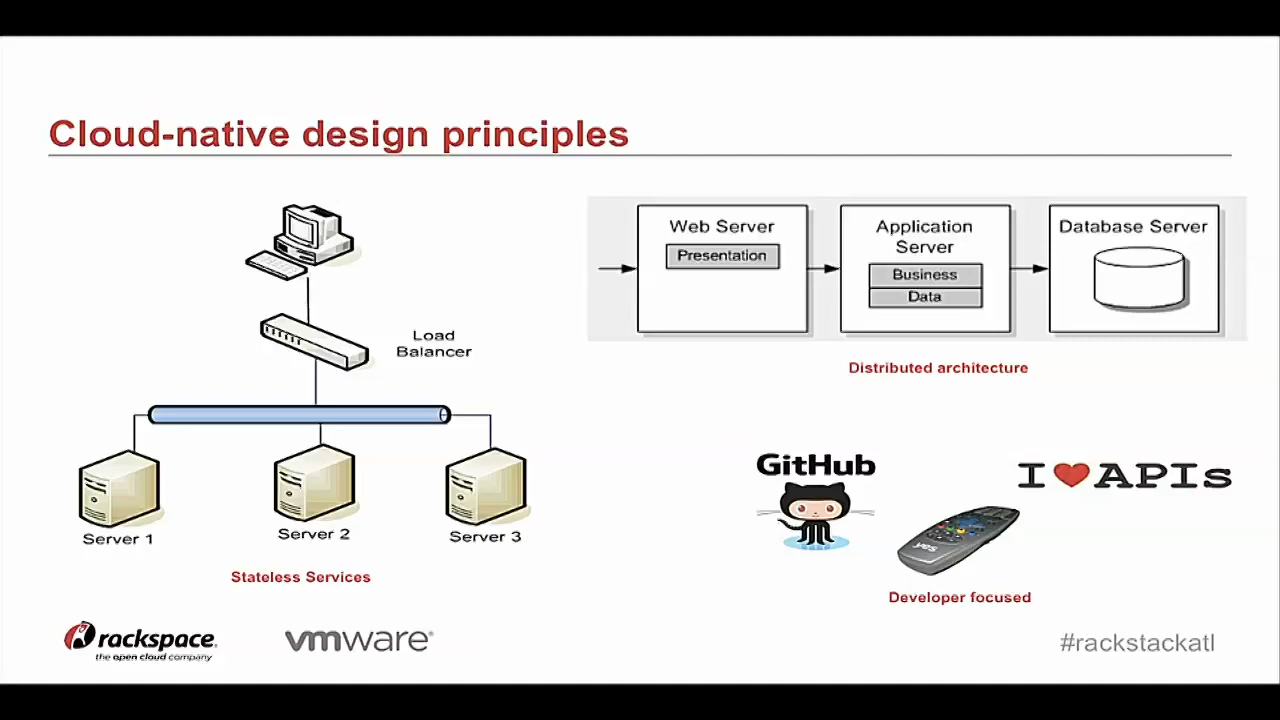 Cloud-native design principles
Load
Balancer
Server 1
Server 2
Server 3
Stateless Services
Web Server
Presentation
Application
Server
Business
Data
Database Server
Distributed architecture
GitHub
I ❤ APIs
yes
Developer focused
rackspace.
the open cloud company
vmware®
#rackstackatl